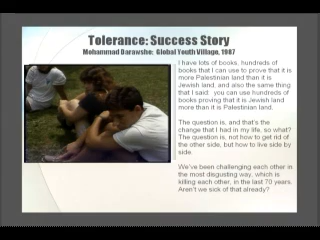 Tolerance: Success Story
Mohammad Darawshe: Global Youth Village, 1987
I have lots of books, hundreds of
books that I can use to prove that it is
more Palestinian land than it is
Jewish land, and also the same thing
that I said: you can use hundreds of
books proving that it is Jewish land
more than it is Palestinian land.
The question is, and that's the
change that I had in my life, so what?
The question is, not how to get rid of
the other side, but how to live side by
side.
We've been challenging each other in
the most disgusting way, which is
killing each other, in the last 70 years.
Aren't we sick of that already?